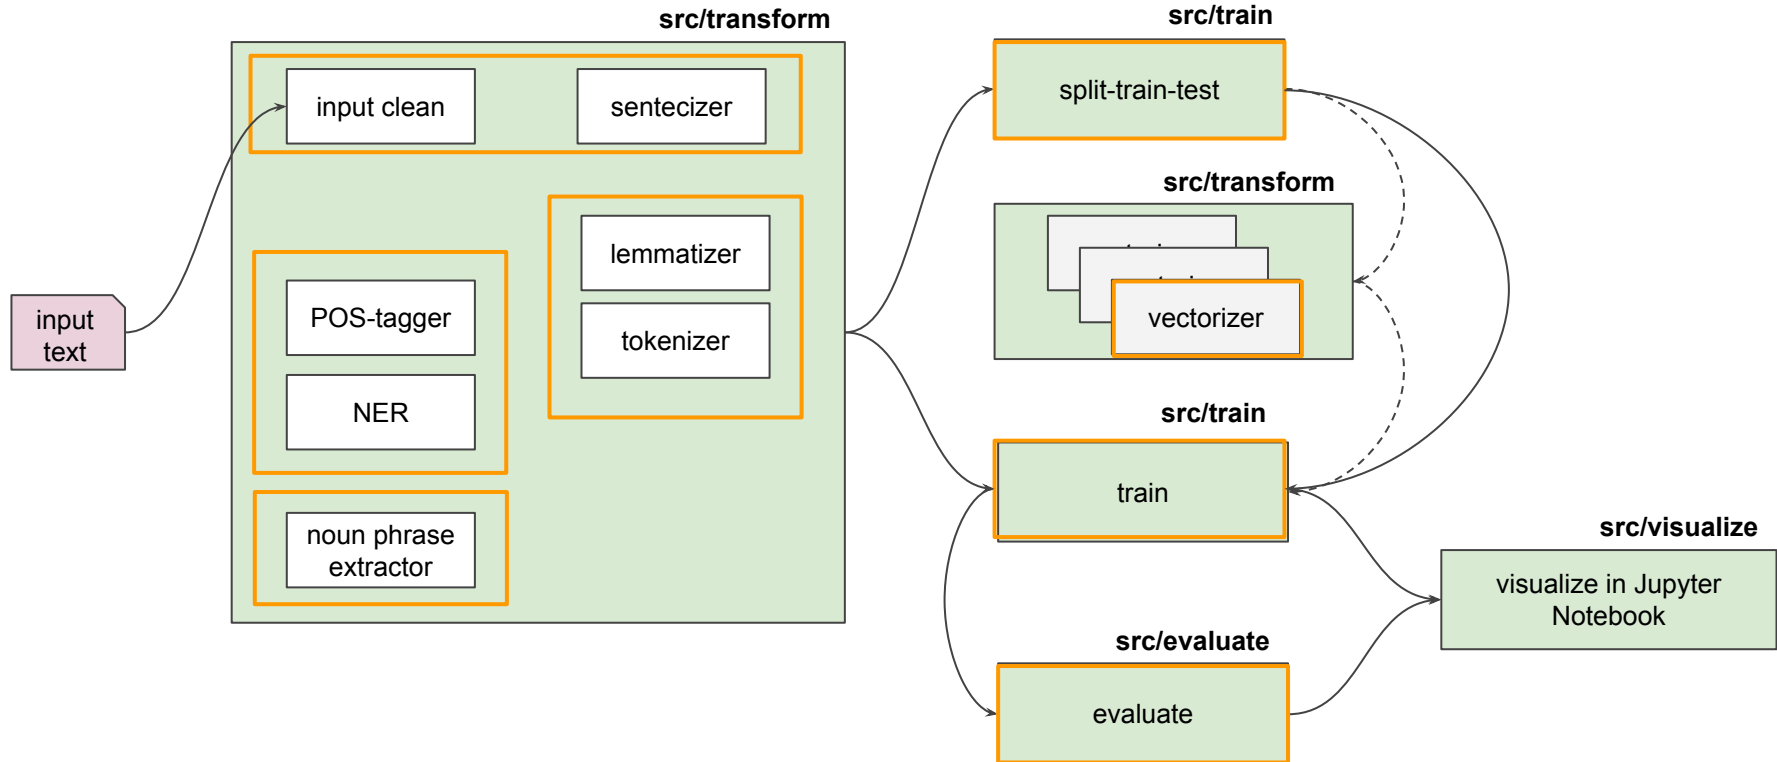 src/transform
src/train
input clean
sentecizer
split-train-test
src/transform
lemmatizer
tokenizer
POS-tagger
NER
noun phrase
extractor
input
text
vectorizer
src/train
train
src/visualize
visualize in Jupyter
Notebook
src/evaluate
evaluate